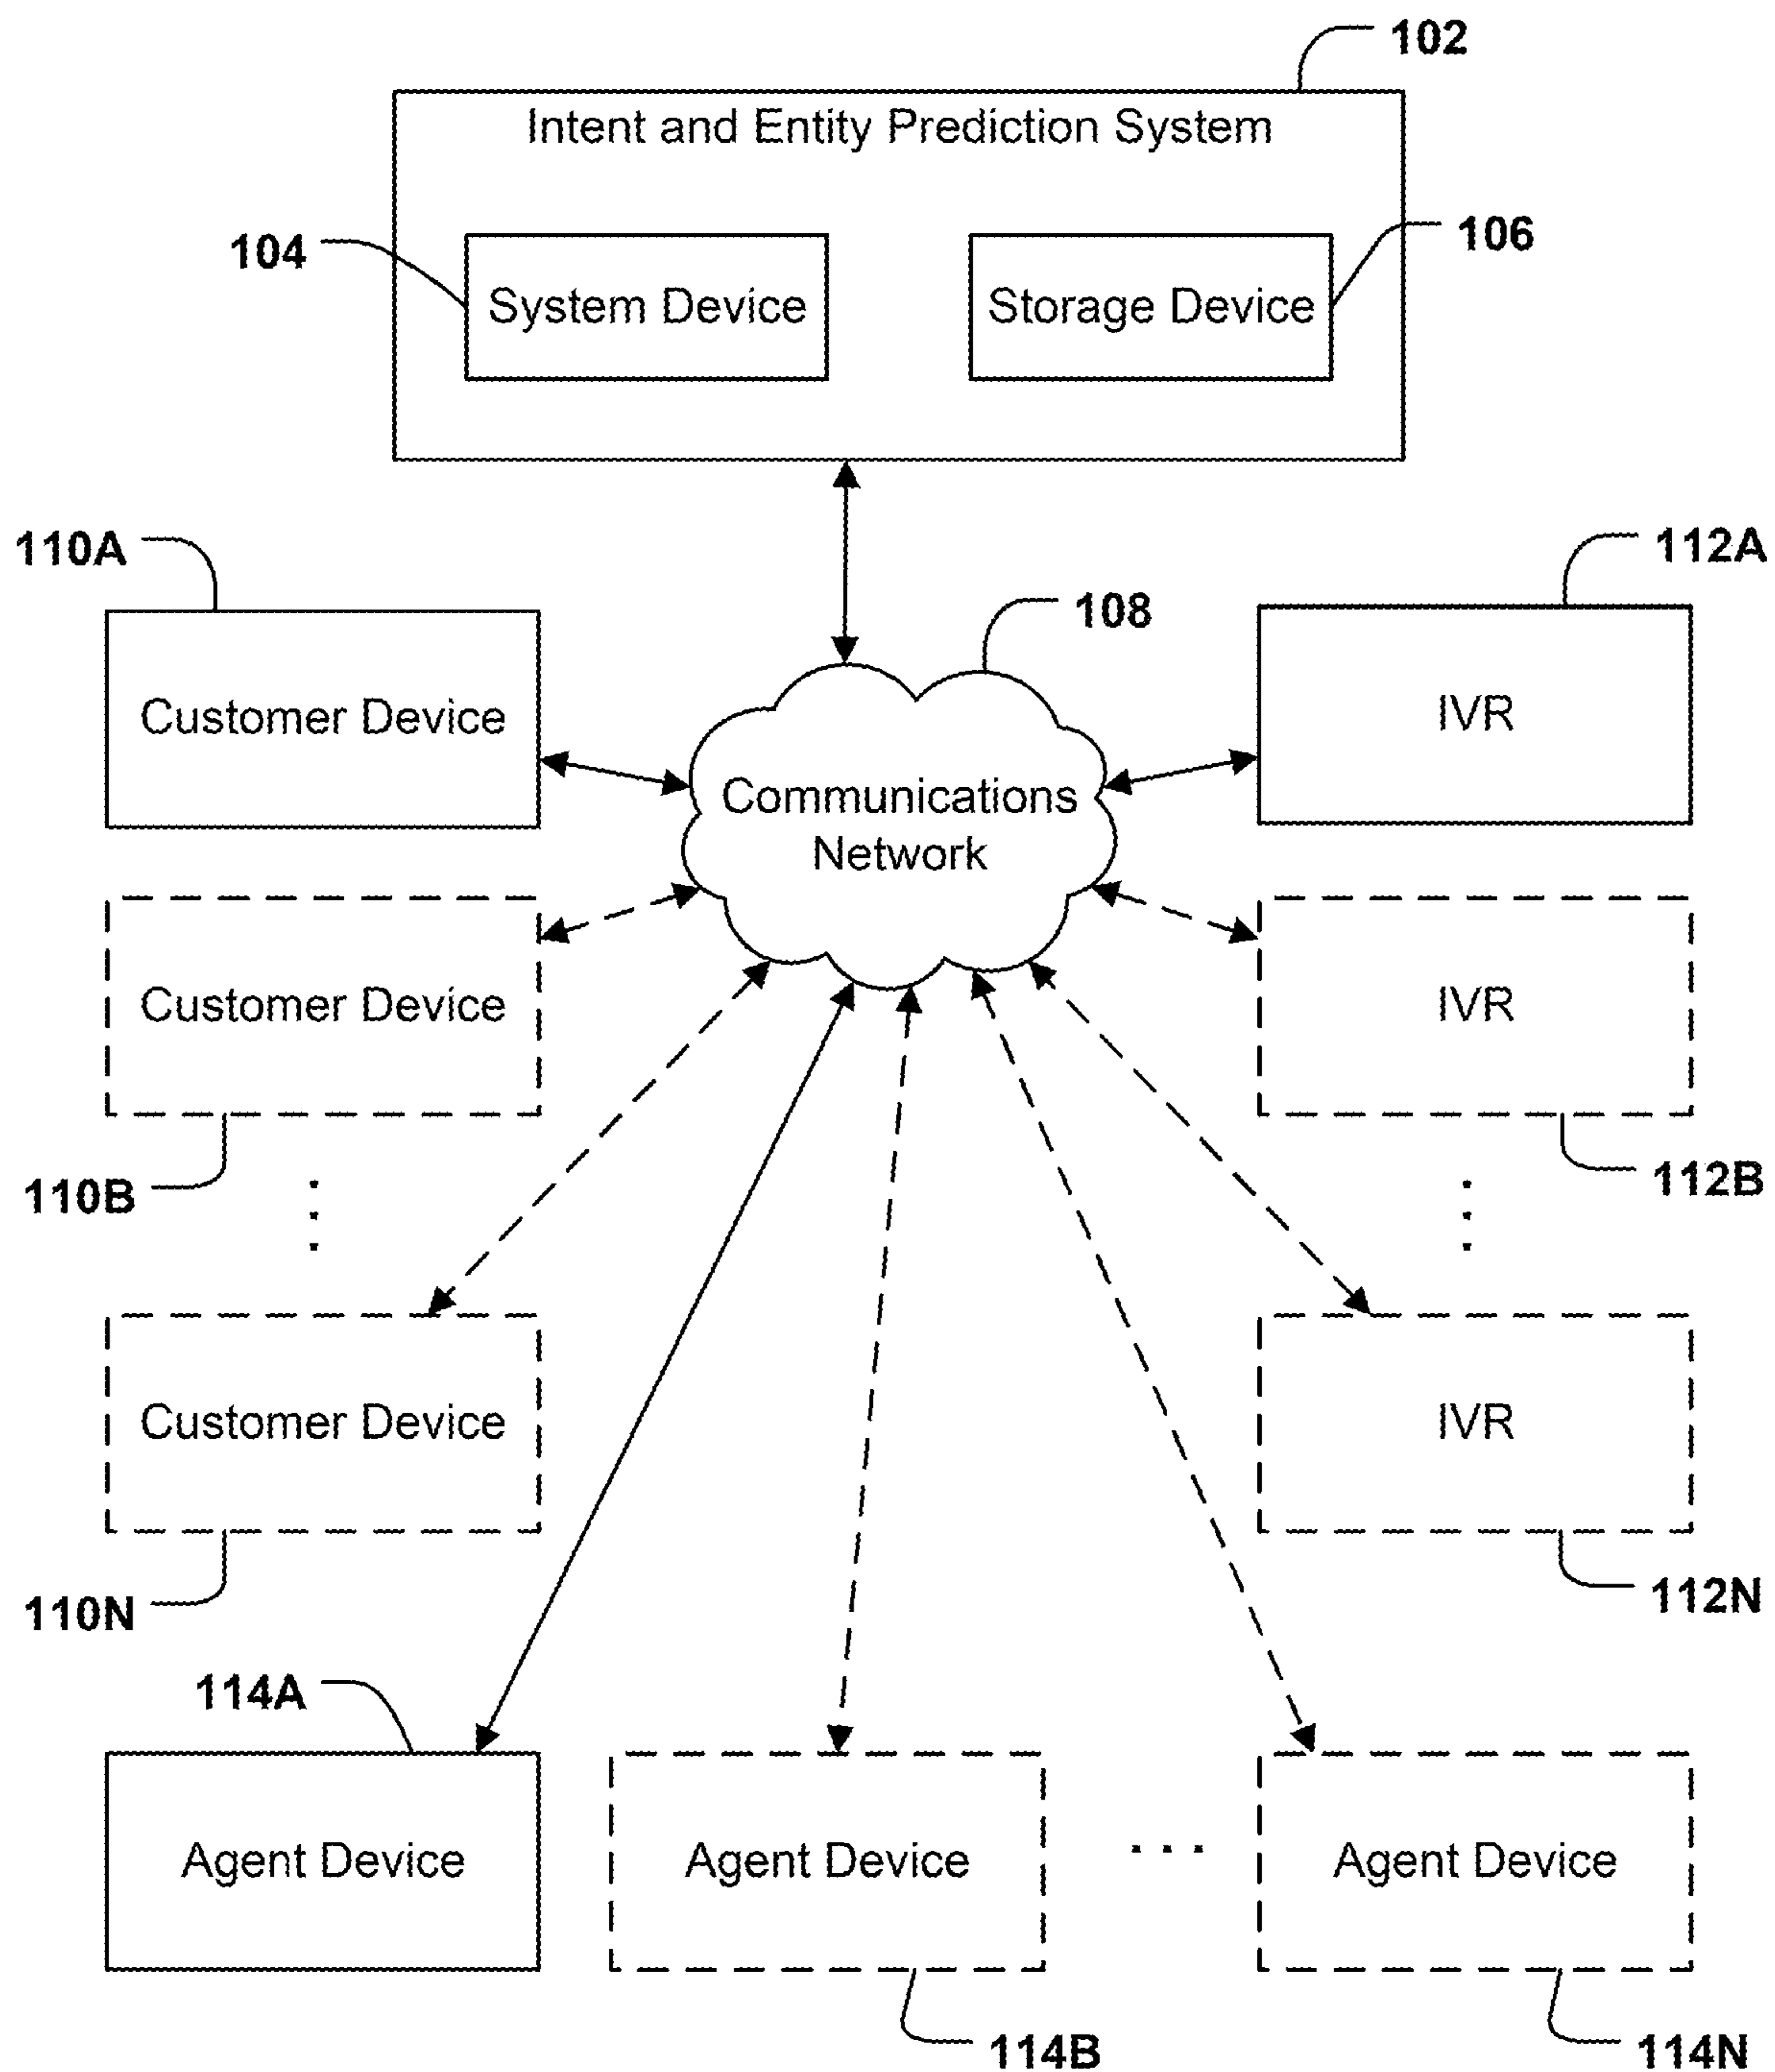 102
Intent and Entity Prediction System
104
106
System Device
Storage Device
110A
112A
108
Customer Device
IVR
Communications
Network
Customer Device
IVR
110B
112B
Customer Device
IVR
110N
112N
114A
Agent Device
Agent Device
. . .
Agent Device
114B
114N